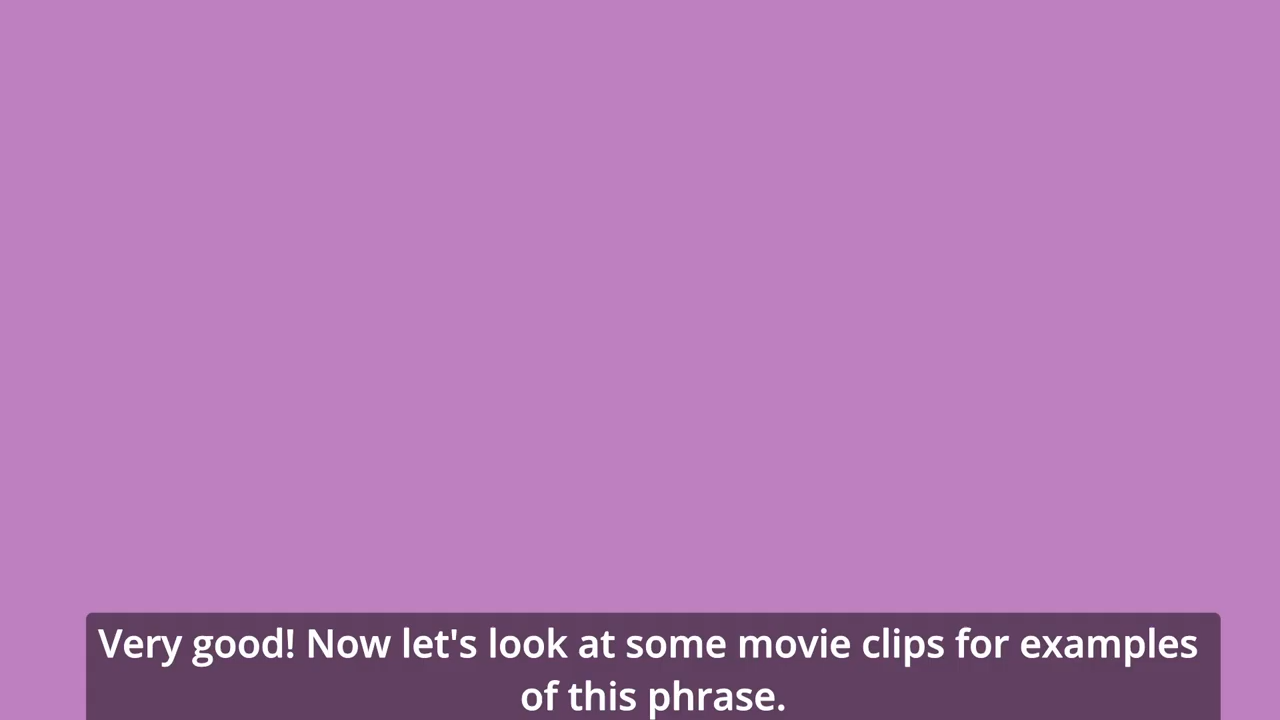 Very good! Now let's look at some movie clips for examples
of this phrase.